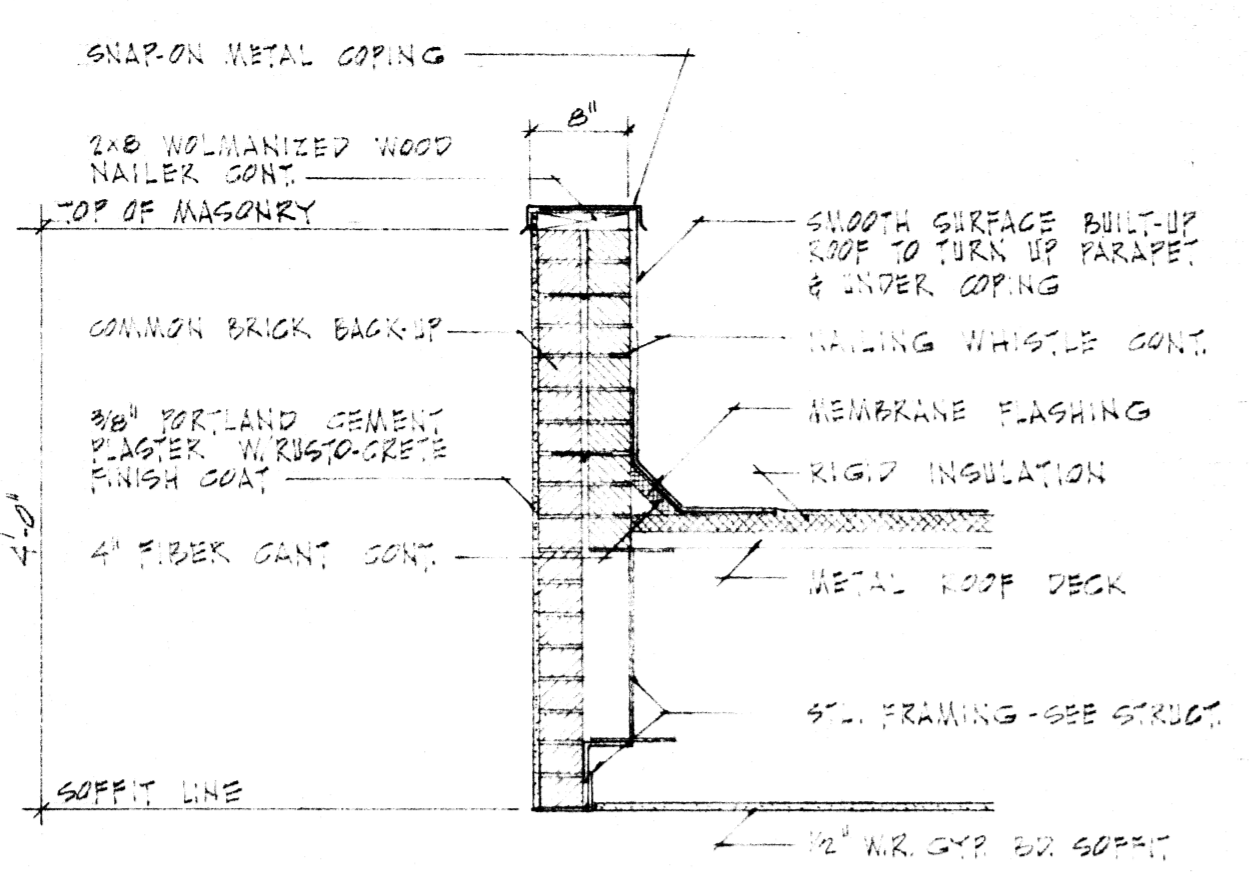 SNAP-ON METAL COPING
8"
2x8 WOLMANIZED WOOD
NAILER CONT.
TOP OF MASONRY
SMOOTH SURFACE BUILT-UP
ROOF TO TURN UP PARAPET
& UNDER COPING
COMMON BRICK BACK-UP
NAILING WHISTLE CONT.
3/8" PORTLAND CEMENT
PLASTER W/RUSTO-CRETE
FINISH COAT
MEMBRANE FLASHING
RIGID INSULATION
4'-0"
4" FIBER CANT CONT.
METAL ROOF DECK
STL. FRAMING - SEE STRUCT.
SOFFIT LINE
1/2" W.R. GYP. BD. SOFFIT